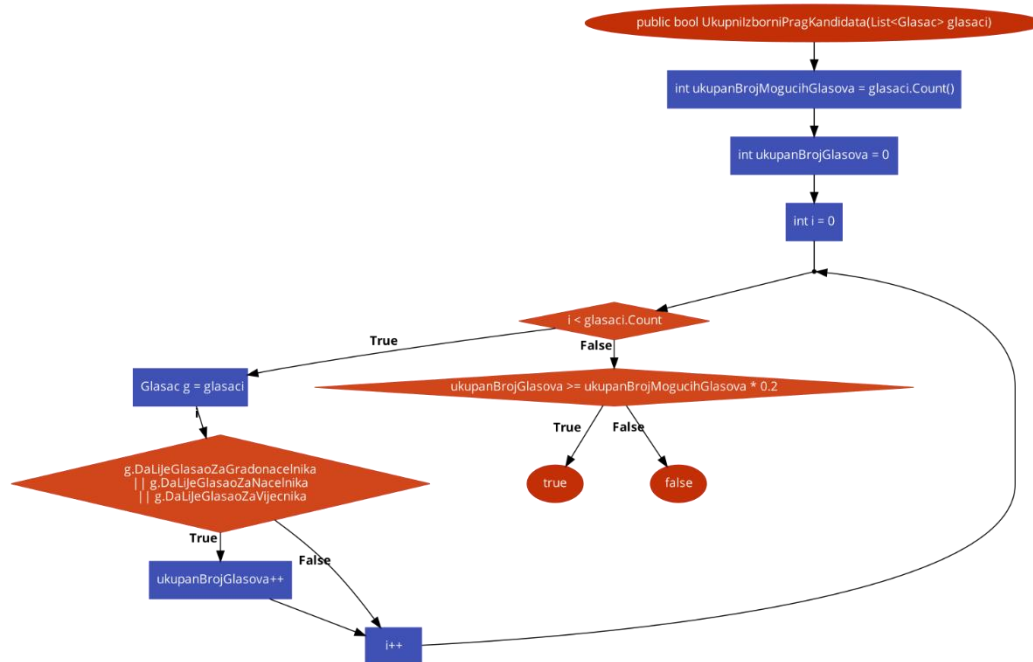 public bool UkupniIzborniPragKandidata(List<Glasac> glasaci)
int ukupanBrojMogucihGlasova = glasaci.Count()
int ukupanBrojGlasova = 0
int i = 0
i < glasaci.Count
True
False
Glasac g = glasaci
i
ukupanBrojGlasova >= ukupanBrojMogucihGlasova * 0.2
True
False
true
false
g.DaLiJeGlasaoZaGradonacelnika
|| g.DaLiJeGlasaoZaNacelnika
|| g.DaLiJeGlasaoZaVijecnika
True
False
ukupanBrojGlasova++
i++